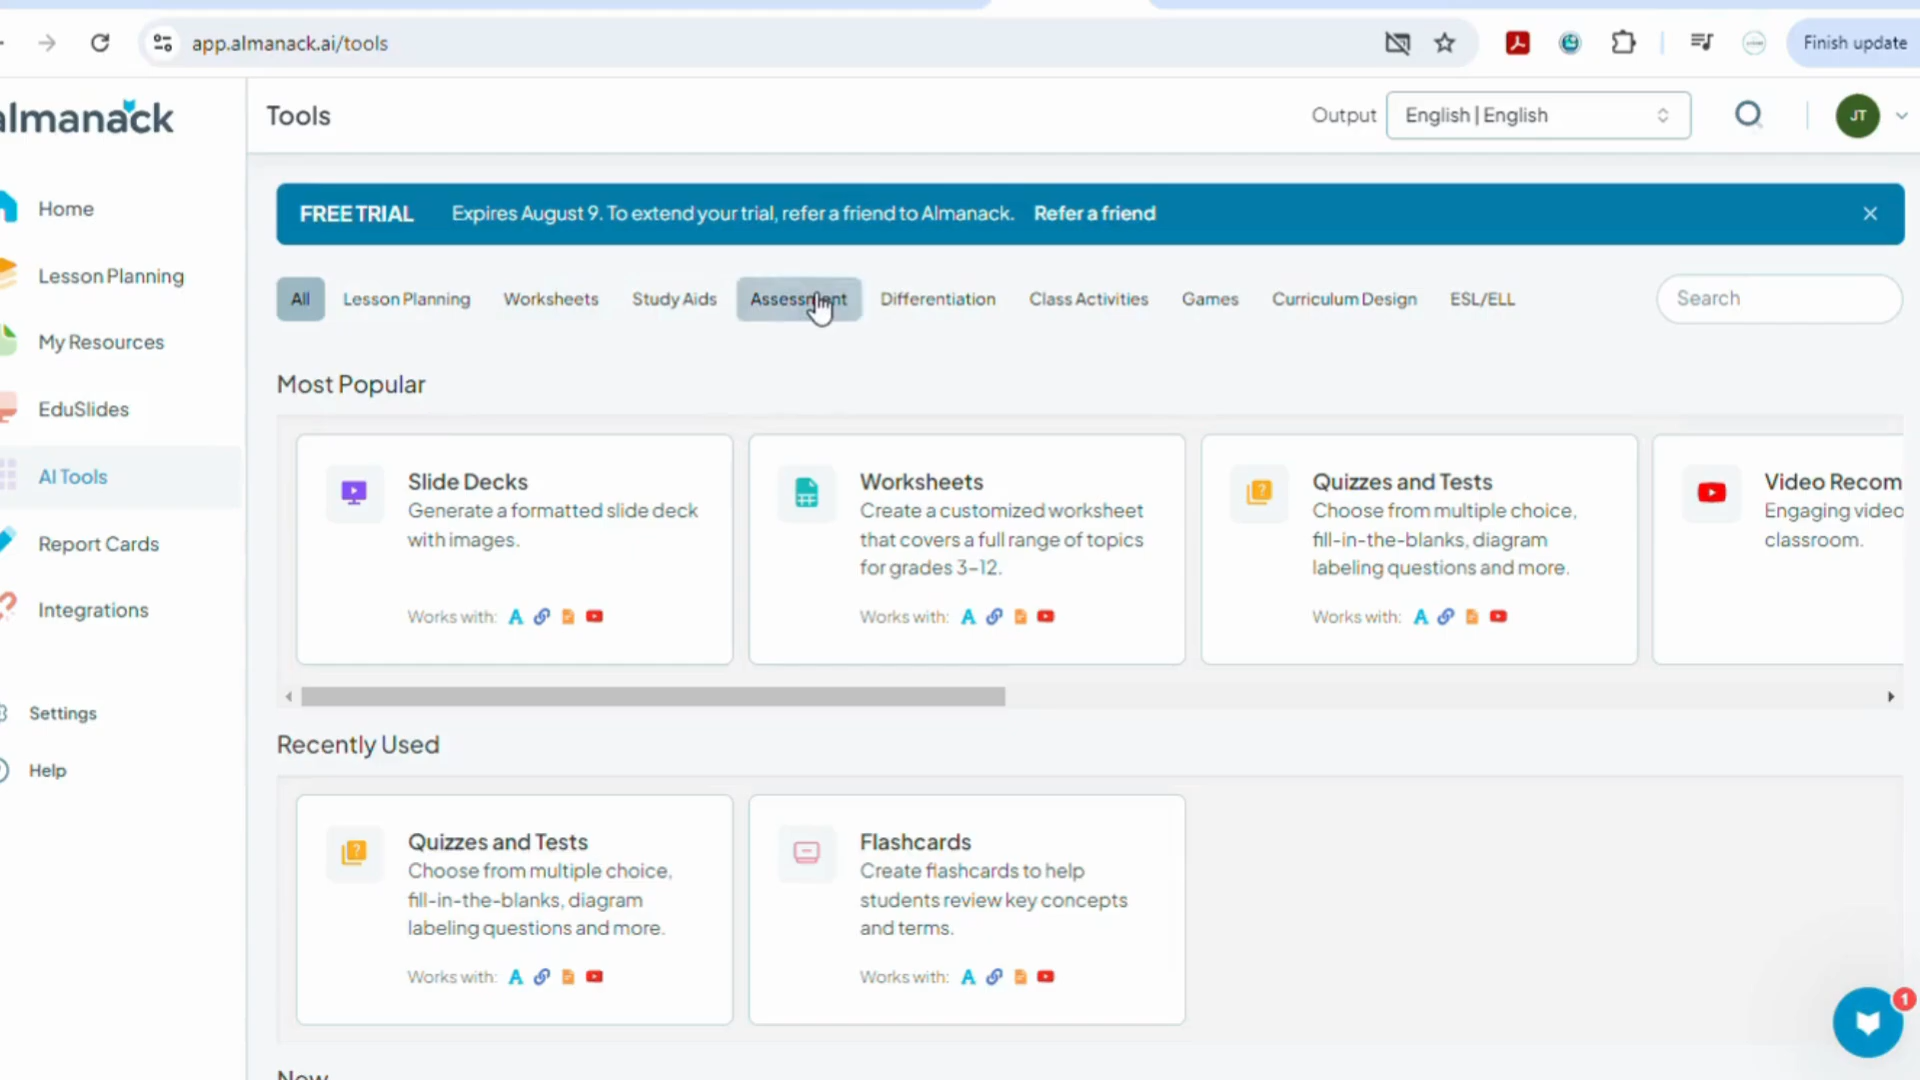 app.almanack.ai/tools
Finish update
almanack
Tools
Output
English | English
JT
Home
Lesson Planning
My Resources
EduSlides
AI Tools
Report Cards
Integrations
Settings
Help
FREE TRIAL Expires August 9. To extend your trial, refer a friend to Almanack. Refer a friend
All Lesson Planning Worksheets Study Aids Assessment Differentiation Class Activities Games Curriculum Design ESL/ELL
Search
Most Popular
Slide Decks
Generate a formatted slide deck
with images.
Works with: A
Worksheets
Create a customized worksheet
that covers a full range of topics
for grades 3–12.
Works with: A
Quizzes and Tests
Choose from multiple choice,
fill-in-the-blanks, diagram
labeling questions and more.
Works with: A
Video Recom
Engaging video
classroom.
Recently Used
Quizzes and Tests
Choose from multiple choice,
fill-in-the-blanks, diagram
labeling questions and more.
Works with: A
Flashcards
Create flashcards to help
students review key concepts
and terms.
Works with: A
1
New